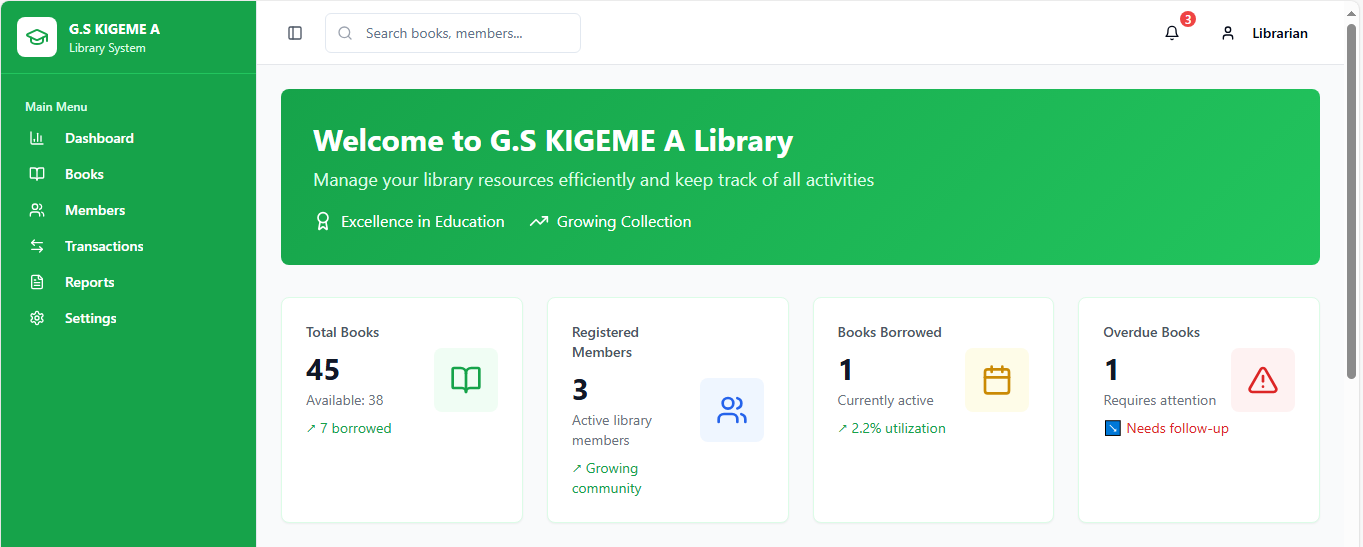 G.S KIGEME A
Library System
Search books, members...
3
Librarian
Main Menu
Dashboard
Books
Members
Transactions
Reports
Settings
Welcome to G.S KIGEME A Library
Manage your library resources efficiently and keep track of all activities
Excellence in Education
Growing Collection
Total Books
45
Available: 38
↗ 7 borrowed
Registered
Members
3
Active library
members
↗ Growing
community
Books Borrowed
1
Currently active
↗ 2.2% utilization
Overdue Books
1
Requires attention
↘ Needs follow-up